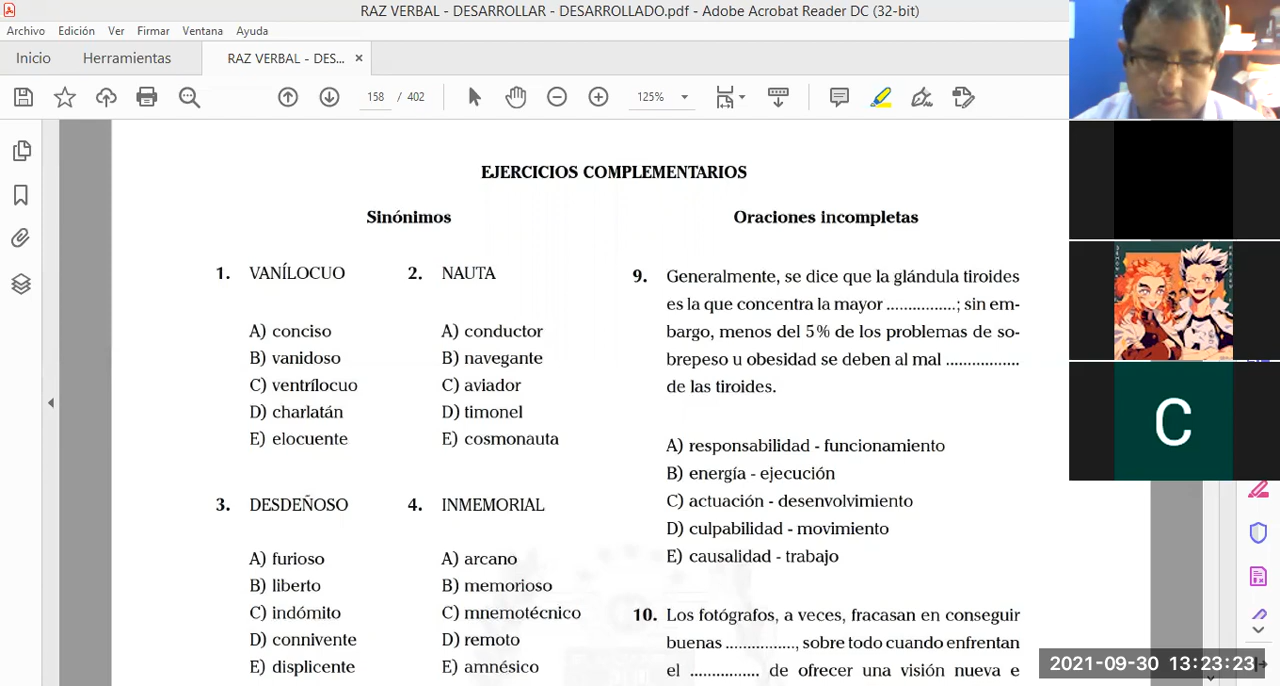 RAZ VERBAL - DESARROLLAR - DESARROLLADO.pdf - Adobe Acrobat Reader DC (32-bit)
Archivo Edición Ver Firmar Ventana Ayuda
Inicio Herramientas RAZ VERBAL - DES... ×
158 / 402 125%
EJERCICIOS COMPLEMENTARIOS
Sinónimos
1. VANÍLOCUO
A) conciso
B) vanidoso
C) ventrílocuo
D) charlatán
E) elocuente
2. NAUTA
A) conductor
B) navegante
C) aviador
D) timonel
E) cosmonauta
3. DESDEÑOSO
A) furioso
B) liberto
C) indómito
D) connivente
E) displicente
4. INMEMORIAL
A) arcano
B) memorioso
C) mnemotécnico
D) remoto
E) amnésico
Oraciones incompletas
9. Generalmente, se dice que la glándula tiroides
es la que concentra la mayor ................; sin em-
bargo, menos del 5% de los problemas de so-
brepeso u obesidad se deben al mal .................
de las tiroides.
A) responsabilidad - funcionamiento
B) energía - ejecución
C) actuación - desenvolvimiento
D) culpabilidad - movimiento
E) causalidad - trabajo
10. Los fotógrafos, a veces, fracasan en conseguir
buenas ................, sobre todo cuando enfrentan
el ................ de ofrecer una visión nueva e
C
2021-09-30 13:23:23